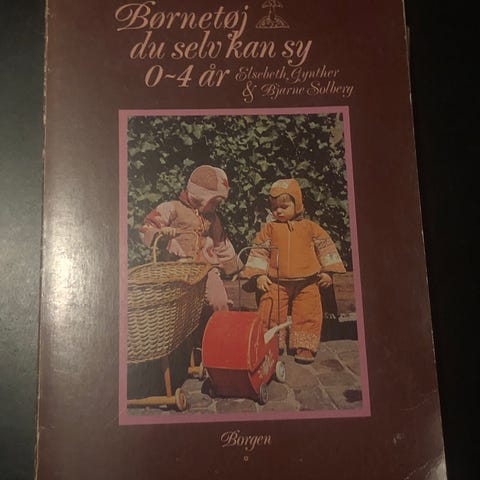 Børnetøj
du selv kan sy
0~4 år
Elsebeth Gynther
& Bjarne Solberg
Borgen